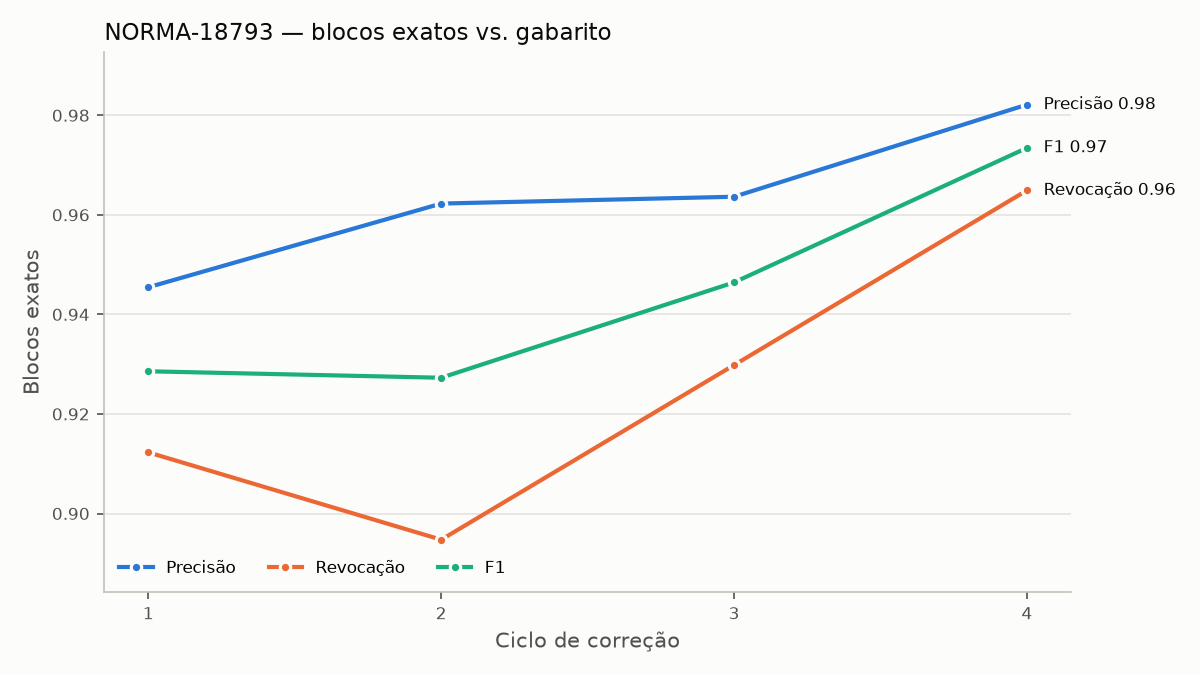 NORMA-18793 — blocos exatos vs. gabarito
Blocos exatos
0.98
0.96
0.94
0.92
0.90
Precisão 0.98
F1 0.97
Revocação 0.96
Precisão
Revocação
F1
1
2
3
4
Ciclo de correção